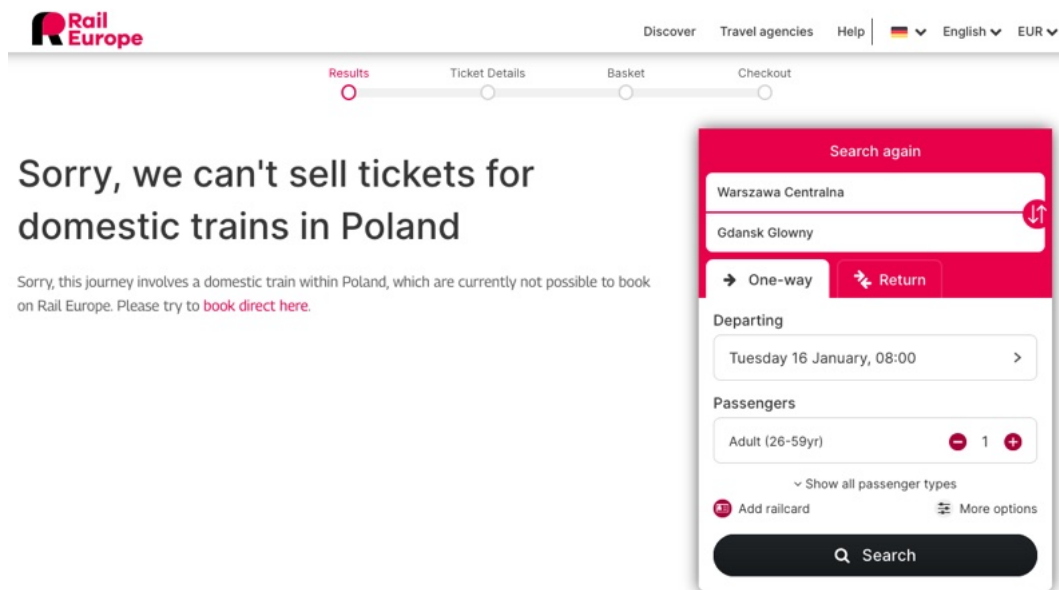 Rail
Europe
Discover Travel agencies Help English EUR
Results Ticket Details Basket Checkout
Sorry, we can't sell tickets for
domestic trains in Poland
Sorry, this journey involves a domestic train within Poland, which are currently not possible to book
on Rail Europe. Please try to book direct here.
Search again
Warszawa Centralna
Gdansk Glowny
One-way Return
Departing
Tuesday 16 January, 08:00
Passengers
Adult (26-59yr) 1
Show all passenger types
Add railcard More options
Search